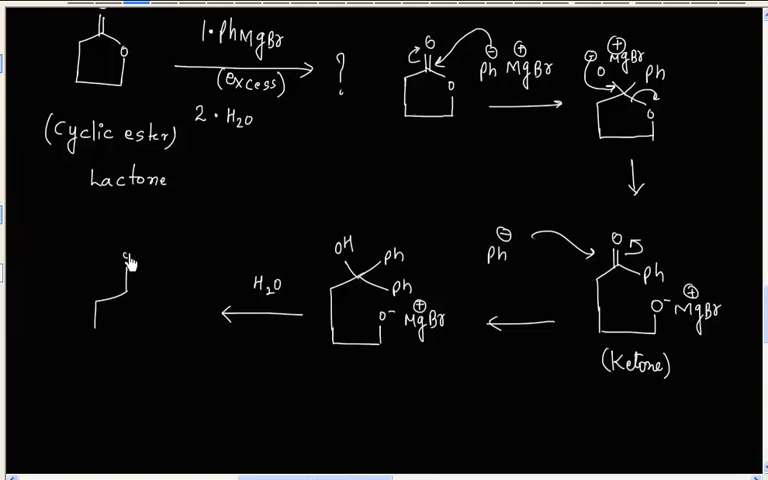 O
1. PhMgBr
(excess)
2. H₂O
?
(Cyclic ester)
Lactone
O
O
⊖
Ph
⊕
MgBr
O
⊖
O
⊕
MgBr
Ph
O
OH
Ph
Ph
O⁻
⊕
MgBr
H₂O
⊖
Ph
O
Ph
O⁻
⊕
MgBr
(Ketone)